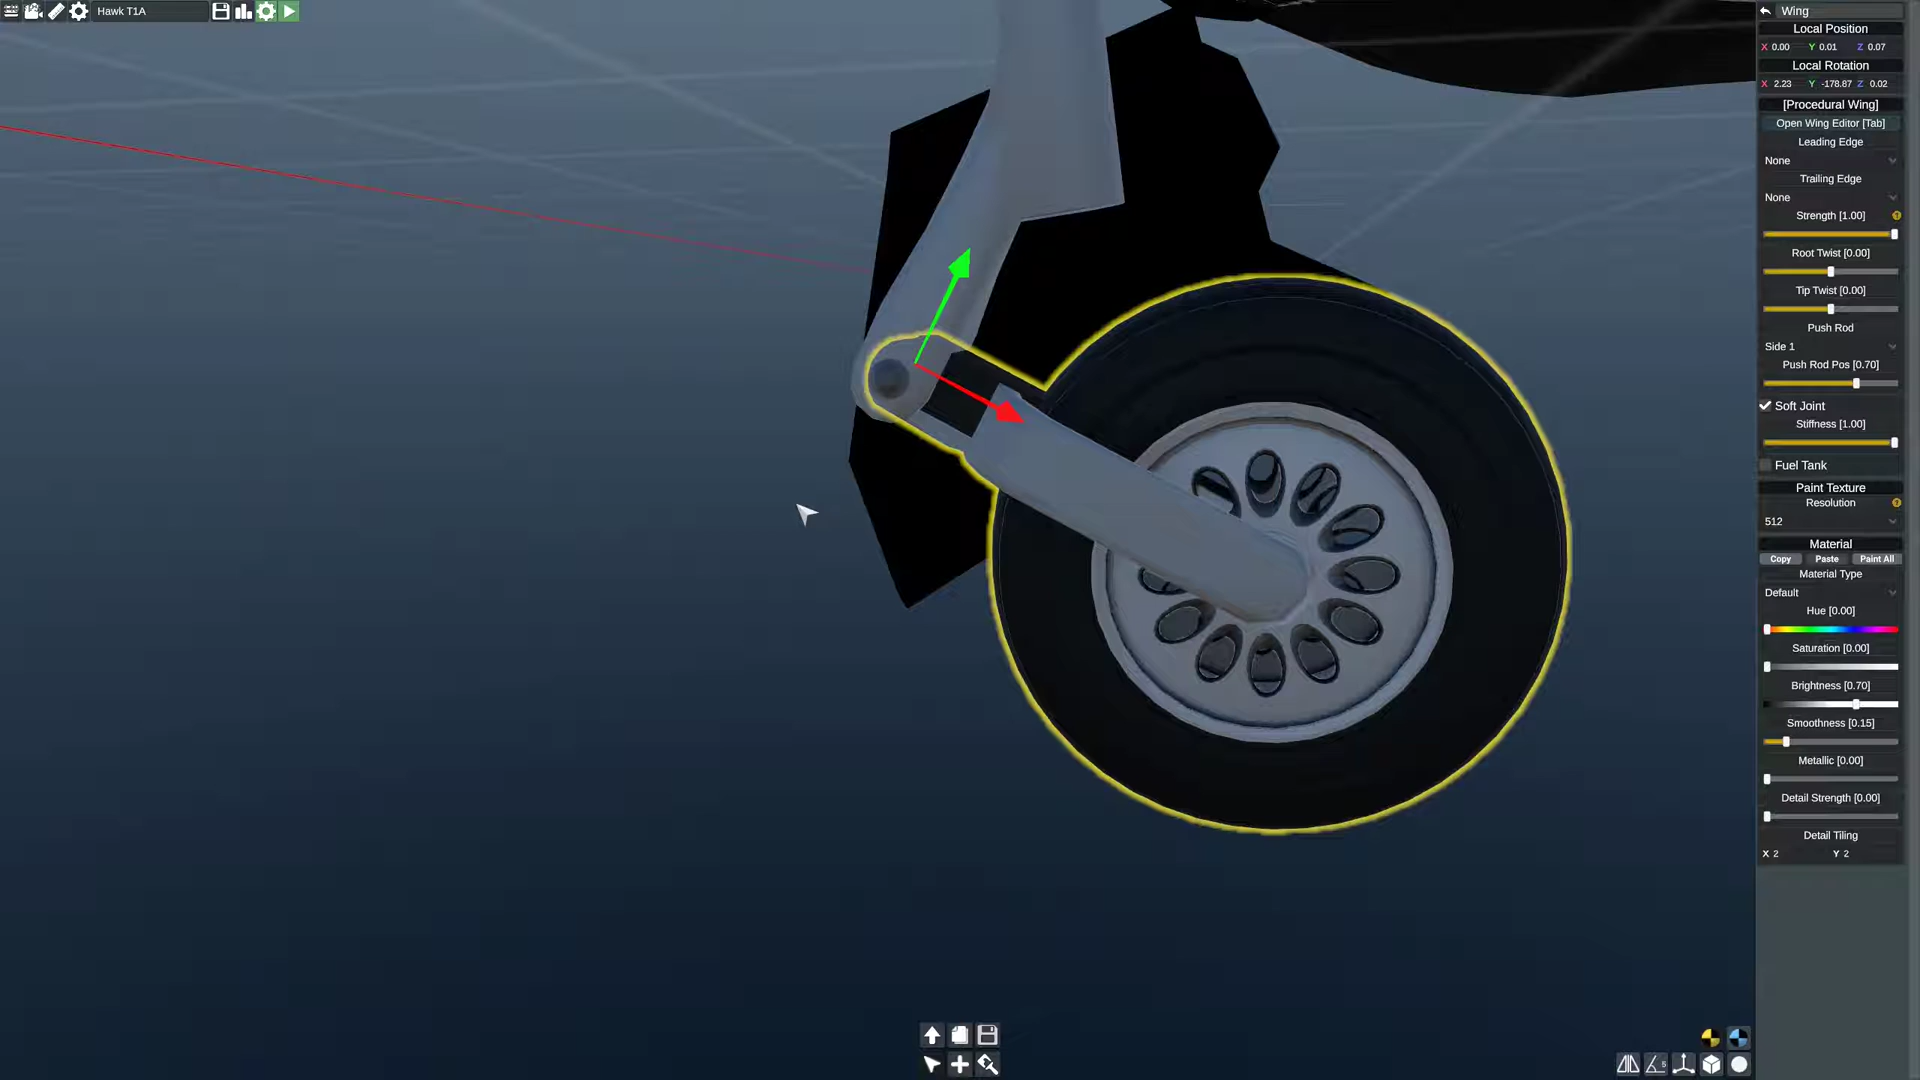 Hawk T1A
Wing
Local Position
X 0.00 Y 0.01 Z 0.07
Local Rotation
X 2.23 Y -178.87 Z 0.02
[Procedural Wing]
Open Wing Editor [Tab]
Leading Edge
None
Trailing Edge
None
Strength [1.00]
Root Twist [0.00]
Tip Twist [0.00]
Push Rod
Side 1
Push Rod Pos [0.70]
Soft Joint
Stiffness [1.00]
Fuel Tank
Paint Texture
Resolution
512
Material
Copy Paste Paint All
Material Type
Default
Hue [0.00]
Saturation [0.00]
Brightness [0.70]
Smoothness [0.15]
Metallic [0.00]
Detail Strength [0.00]
Detail Tiling
X 2 Y 2